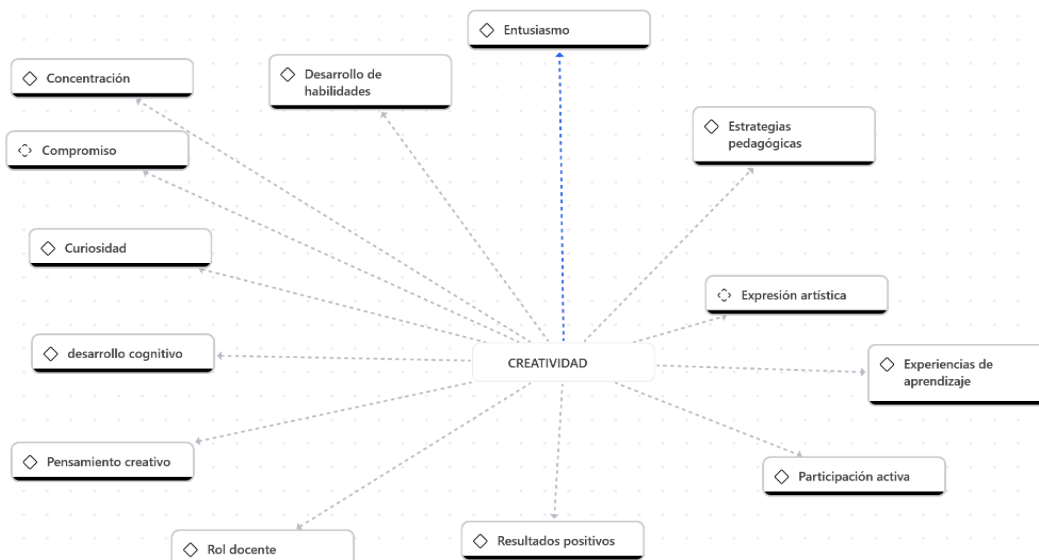 Entusiasmo
Concentración
Desarrollo de
habilidades
Compromiso
Estrategias
pedagógicas
Curiosidad
Expresión artística
desarrollo cognitivo
CREATIVIDAD
Experiencias de
aprendizaje
Pensamiento creativo
Participación activa
Rol docente
Resultados positivos